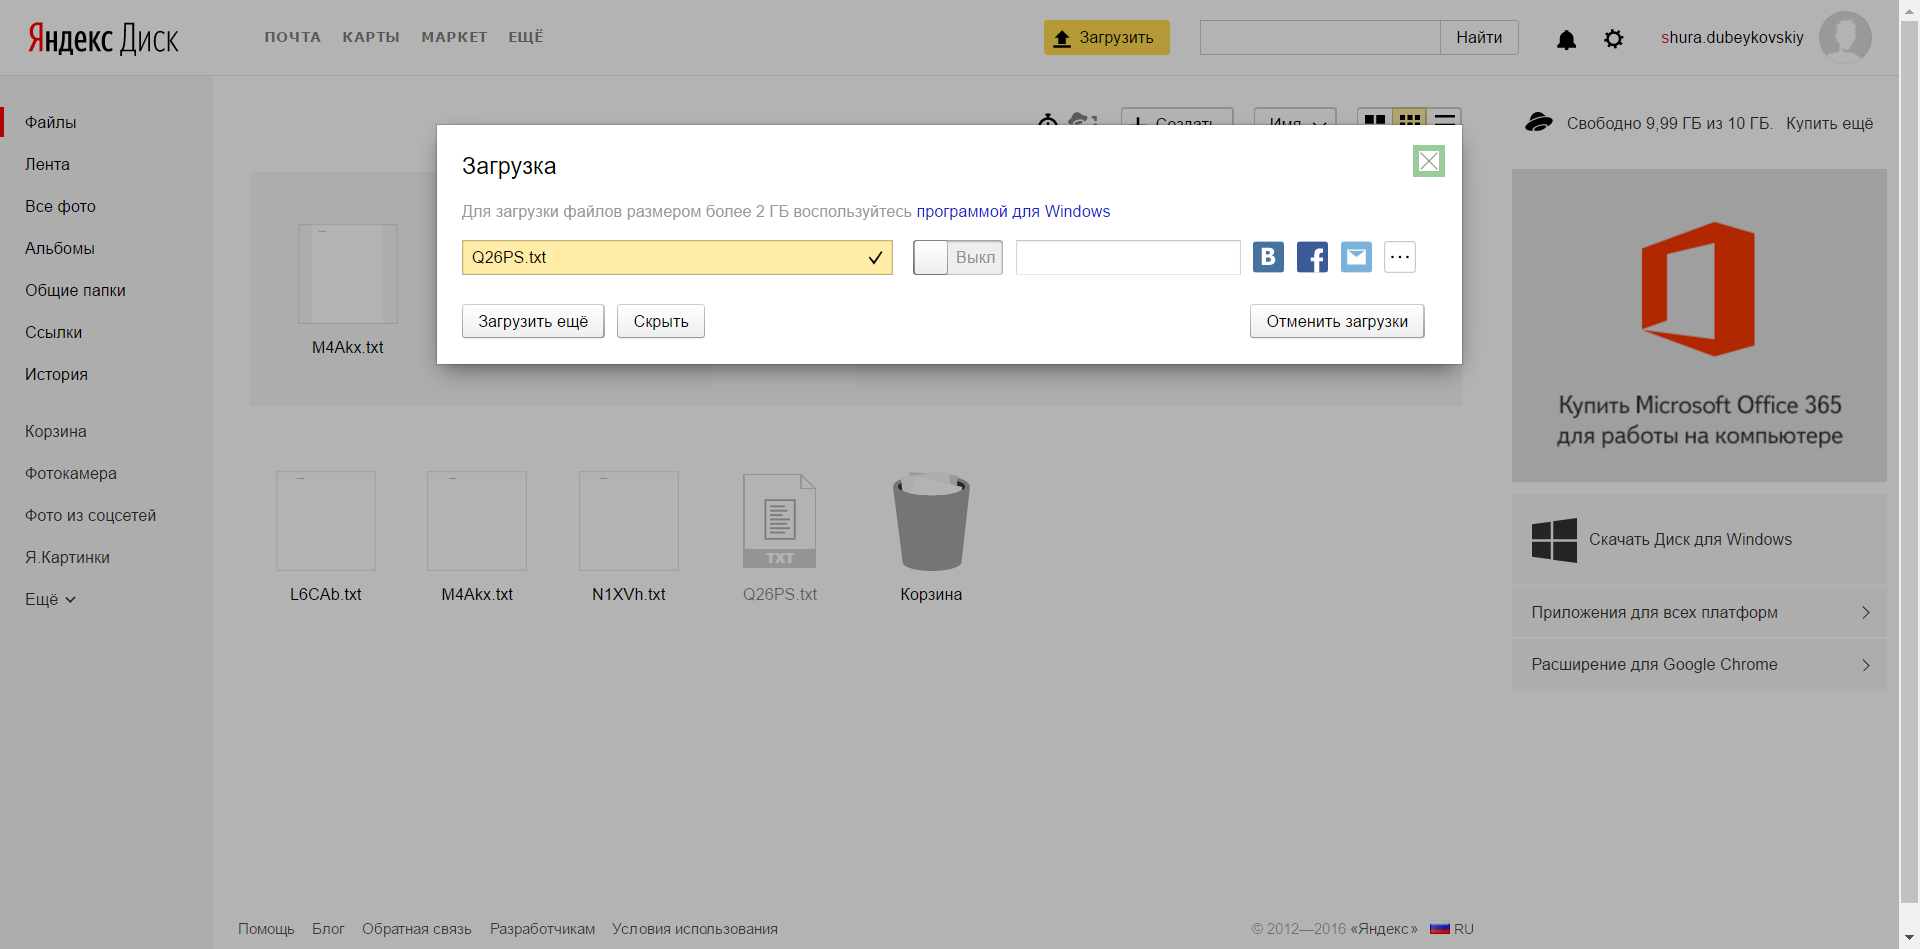 Яндекс Диск
ПОЧТА КАРТЫ МАРКЕТ ЕЩЁ
Загрузить
Найти
shura.dubeykovskiy
Файлы
Лента
Все фото
Альбомы
Общие папки
Ссылки
История
Корзина
Фотокамера
Фото из соцсетей
Я.Картинки
Ещё
Создать
Имя
Свободно 9,99 ГБ из 10 ГБ. Купить ещё
Загрузка
Для загрузки файлов размером более 2 ГБ воспользуйтесь программой для Windows
Q26PS.txt
Выкл
B
f
...
Загрузить ещё
Скрыть
Отменить загрузки
M4Akx.txt
TXT
L6CAb.txt
M4Akx.txt
N1XVh.txt
Q26PS.txt
Корзина
Купить Microsoft Office 365
для работы на компьютере
Скачать Диск для Windows
Приложения для всех платформ
Расширение для Google Chrome
Помощь Блог Обратная связь Разработчикам Условия использования
© 2012—2016 «Яндекс» RU